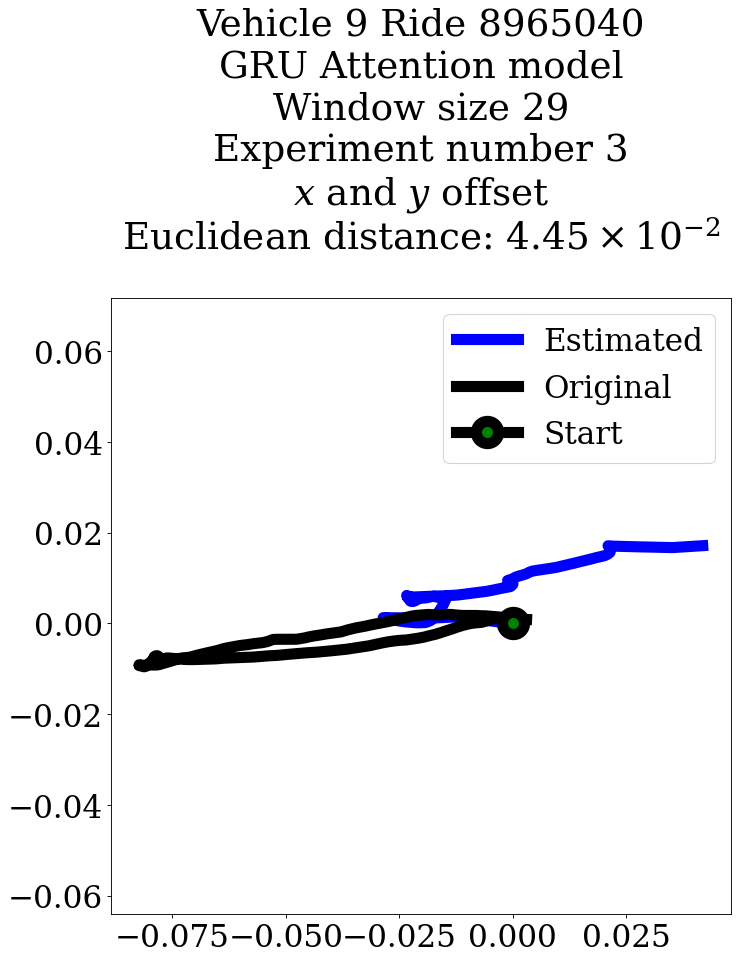 Vehicle 9 Ride 8965040
GRU Attention model
Window size 29
Experiment number 3
x and y offset
Euclidean distance: 4.45 × 10⁻²
Estimated
Original
Start
0.06
0.04
0.02
0.00
−0.02
−0.04
−0.06
−0.075 −0.050 −0.025 0.000 0.025